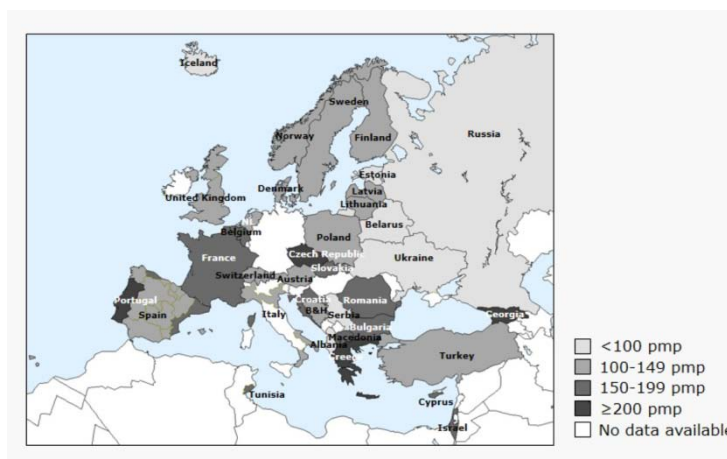 Iceland
Sweden
Norway
Finland
Russia
Estonia
Denmark
Latvia
Lithuania
United Kingdom
Belarus
NL
Belgium
Poland
Ukraine
Czech Republic
France
Slovakia
Switzerland
Austria
Croatia
Romania
Portugal
B&H
Serbia
Georgia
Spain
Italy
Bulgaria
Macedonia
Albania
Greece
Turkey
Tunisia
Cyprus
Israel
<100 pmp
100-149 pmp
150-199 pmp
≥200 pmp
No data available